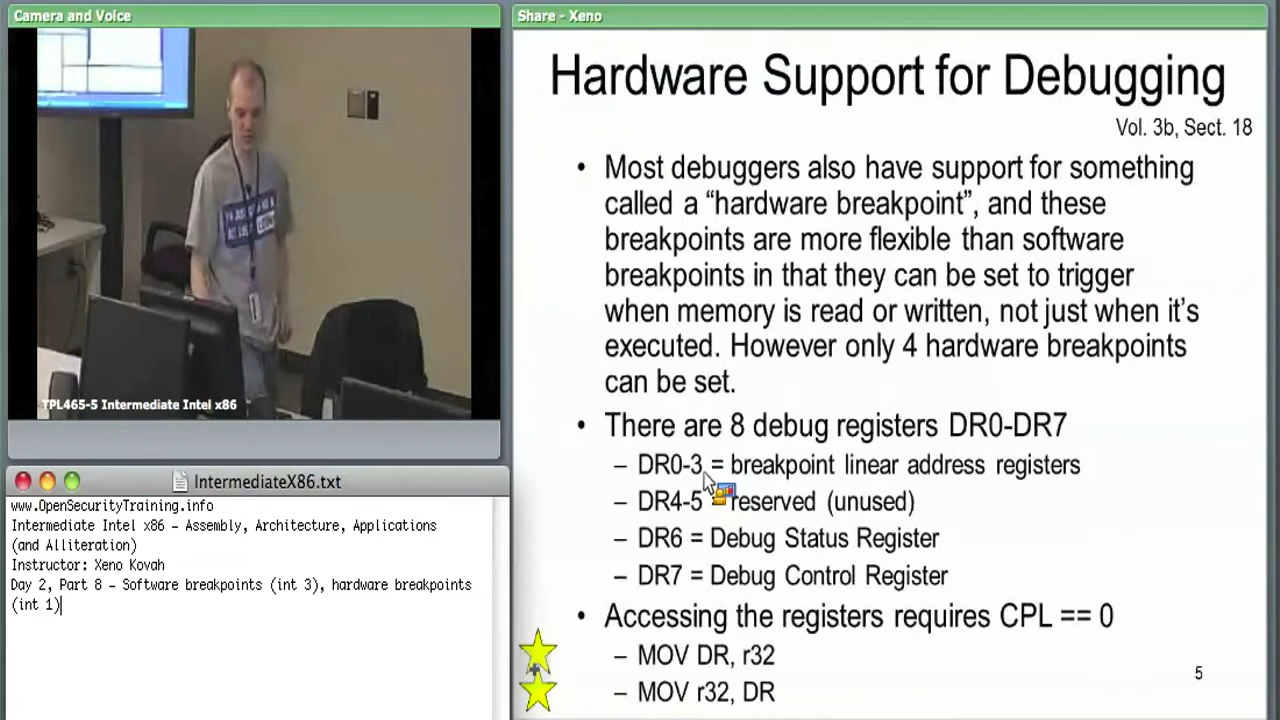 Camera and Voice
TPL465-5 Intermediate Intel x86
IntermediateX86.txt
www.OpenSecurityTraining.info
Intermediate Intel x86 – Assembly, Architecture, Applications
(and Alliteration)
Instructor: Xeno Kovah
Day 2, Part 8 – Software breakpoints (int 3), hardware breakpoints
(int 1)
Share - Xeno
Hardware Support for Debugging
Vol. 3b, Sect. 18
• Most debuggers also have support for something
called a “hardware breakpoint”, and these
breakpoints are more flexible than software
breakpoints in that they can be set to trigger
when memory is read or written, not just when it’s
executed. However only 4 hardware breakpoints
can be set.
• There are 8 debug registers DR0-DR7
– DR0-3 = breakpoint linear address registers
– DR4-5 reserved (unused)
– DR6 = Debug Status Register
– DR7 = Debug Control Register
• Accessing the registers requires CPL == 0
– MOV DR, r32
– MOV r32, DR
5